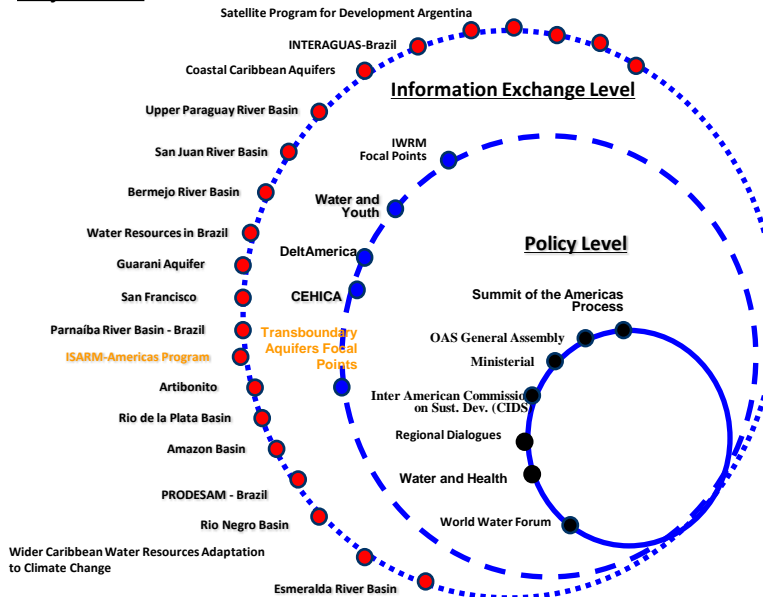 Satellite Program for Development Argentina
INTERAGUAS-Brazil
Coastal Caribbean Aquifers
Information Exchange Level
Upper Paraguay River Basin
IWRM
Focal Points
San Juan River Basin
Bermejo River Basin
Water and
Youth
Water Resources in Brazil
Policy Level
DeltAmerica
Guarani Aquifer
San Francisco
CEHICA
Summit of the Americas
Process
Parnaíba River Basin - Brazil
Transboundary
Aquifers Focal
Points
OAS General Assembly
ISARM-Americas Program
Ministerial
Artibonito
Inter American Commission
on Sust. Dev. (CIDS)
Rio de la Plata Basin
Regional Dialogues
Amazon Basin
Water and Health
PRODESAM - Brazil
Rio Negro Basin
World Water Forum
Wider Caribbean Water Resources Adaptation
to Climate Change
Esmeralda River Basin